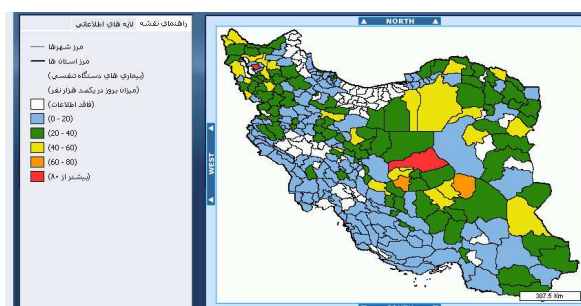 راهنمای نقشه  لایه های اطلاعاتی
مرز شهرها
مرز استان ها
(بیماری های دستگاه تنفسی)
(میزان بروز در یکصد هزار نفر)
(فاقد اطلاعات)
(0 - 20)
(20 - 40)
(40 - 60)
(60 - 80)
(بیشتر از ۸۰)
NORTH
WEST
307.5 Km